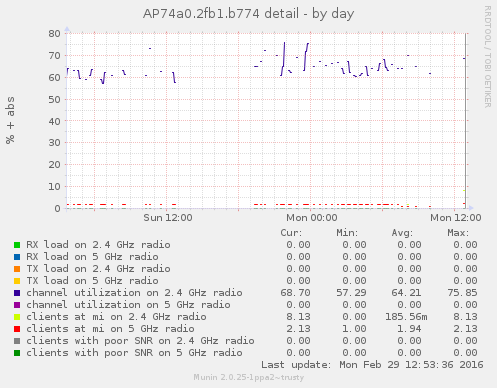 AP74a0.2fb1.b774 detail - by day
RRDTOOL / TOBI OETIKER
% + abs
80
70
60
50
40
30
20
10
0
Sun 12:00 Mon 00:00 Mon 12:00
Cur: Min: Avg: Max:
RX load on 2.4 GHz radio 0.00 0.00 0.00 0.00
RX load on 5 GHz radio 0.00 0.00 0.00 0.00
TX load on 2.4 GHz radio 0.00 0.00 0.00 0.00
TX load on 5 GHz radio 0.00 0.00 0.00 0.00
channel utilization on 2.4 GHz radio 68.70 57.29 64.21 75.85
channel utilization on 5 GHz radio 0.00 0.00 0.00 0.00
clients at mi on 2.4 GHz radio 8.13 0.00 185.56m 8.13
clients at mi on 5 GHz radio 2.13 1.00 1.94 2.13
clients with poor SNR on 2.4 GHz radio 0.00 0.00 0.00 0.00
clients with poor SNR on 5 GHz radio 0.00 0.00 0.00 0.00
Last update: Mon Feb 29 12:53:36 2016
Munin 2.0.25-1ppa2~trusty